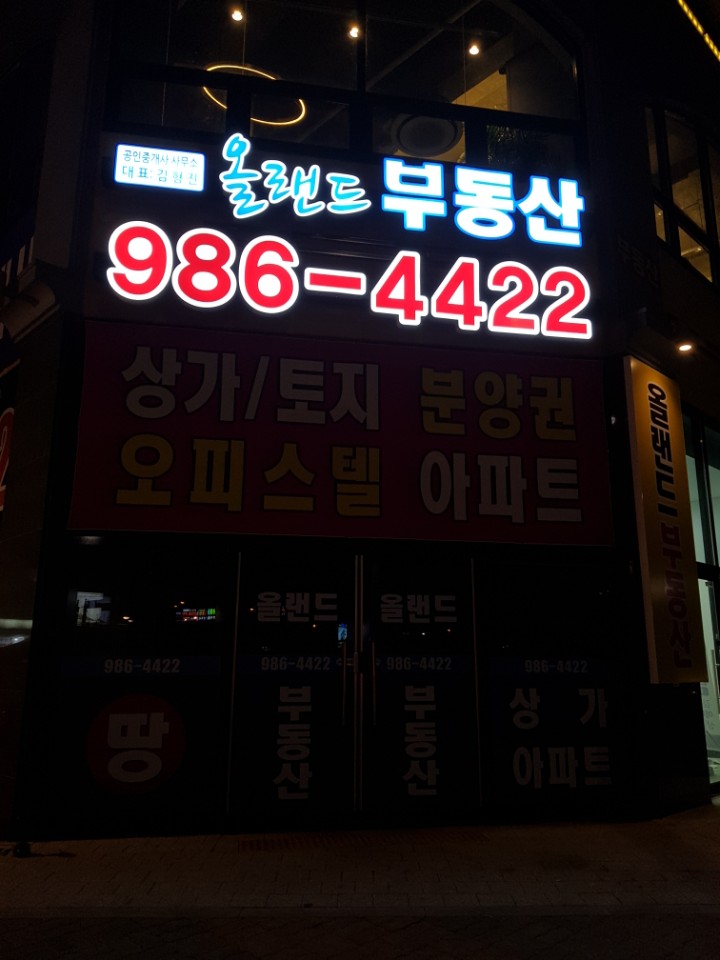 공인중개사 사무소
대표: 김형진
올랜드 부동산
986-4422
상가/토지 분양권
오피스텔 아파트
올랜드 부동산
올랜드 올랜드
986-4422 986-4422 986-4422 986-4422
땅 부동산 부동산 상가
아파트